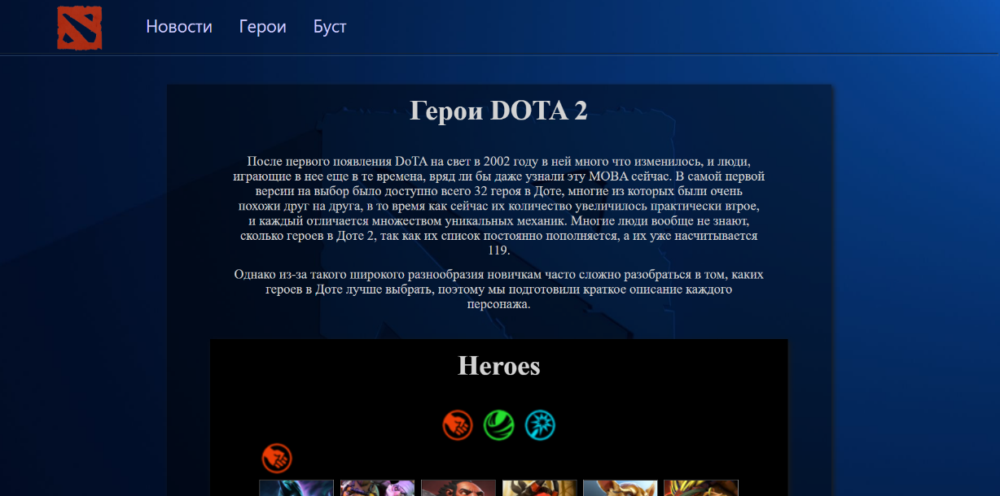 Новости Герои Буст
Герои DOTA 2
После первого появления DoTA на свет в 2002 году в ней много что изменилось, и люди,
играющие в нее еще в те времена, вряд ли бы даже узнали эту MOBA сейчас. В самой первой
версии на выбор было доступно всего 32 героя в Доте, многие из которых были очень
похожи друг на друга, в то время как сейчас их количество увеличилось практически втрое,
и каждый отличается множеством уникальных механик. Многие люди вообще не знают,
сколько героев в Доте 2, так как их список постоянно пополняется, а их уже насчитывается
119.
Однако из-за такого широкого разнообразия новичкам часто сложно разобраться в том, каких
героев в Доте лучше выбрать, поэтому мы подготовили краткое описание каждого
персонажа.
Heroes